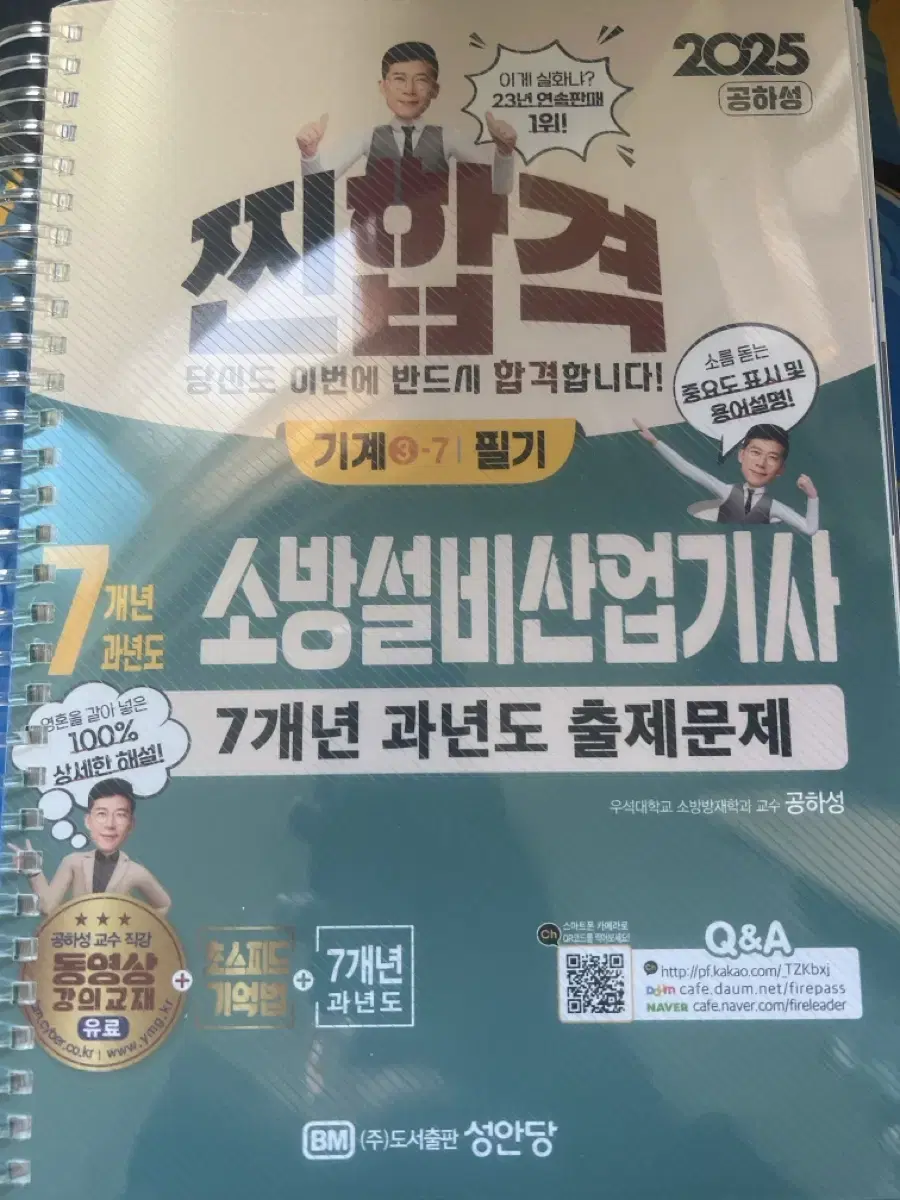 이게 실화냐?
23년 연속판매
1위!
2025
공하성
찐합격
당신도 이번에 반드시 합격합니다!
소름 돋는
중요도 표시 및
용어설명!
기계③-7 | 필기
7개년
과년도
소방설비산업기사
7개년 과년도 출제문제
영혼을 갈아 넣은
100%
상세한 해설!
우석대학교 소방방재학과 교수 공하성
★ ★ ★
공하성 교수 직강
동영상
강의교재
유료
cyber.co.kr | www.ymg.kr
+
초스피드
기억법
+
7개년
과년도
Ch 스마트폰 카메라로
QR코드를 찍어보세요!
Q&A
Ch http://pf.kakao.com/_TZKbxj
Daum cafe.daum.net/firepass
NAVER cafe.naver.com/fireleader
BM (주)도서출판 성안당